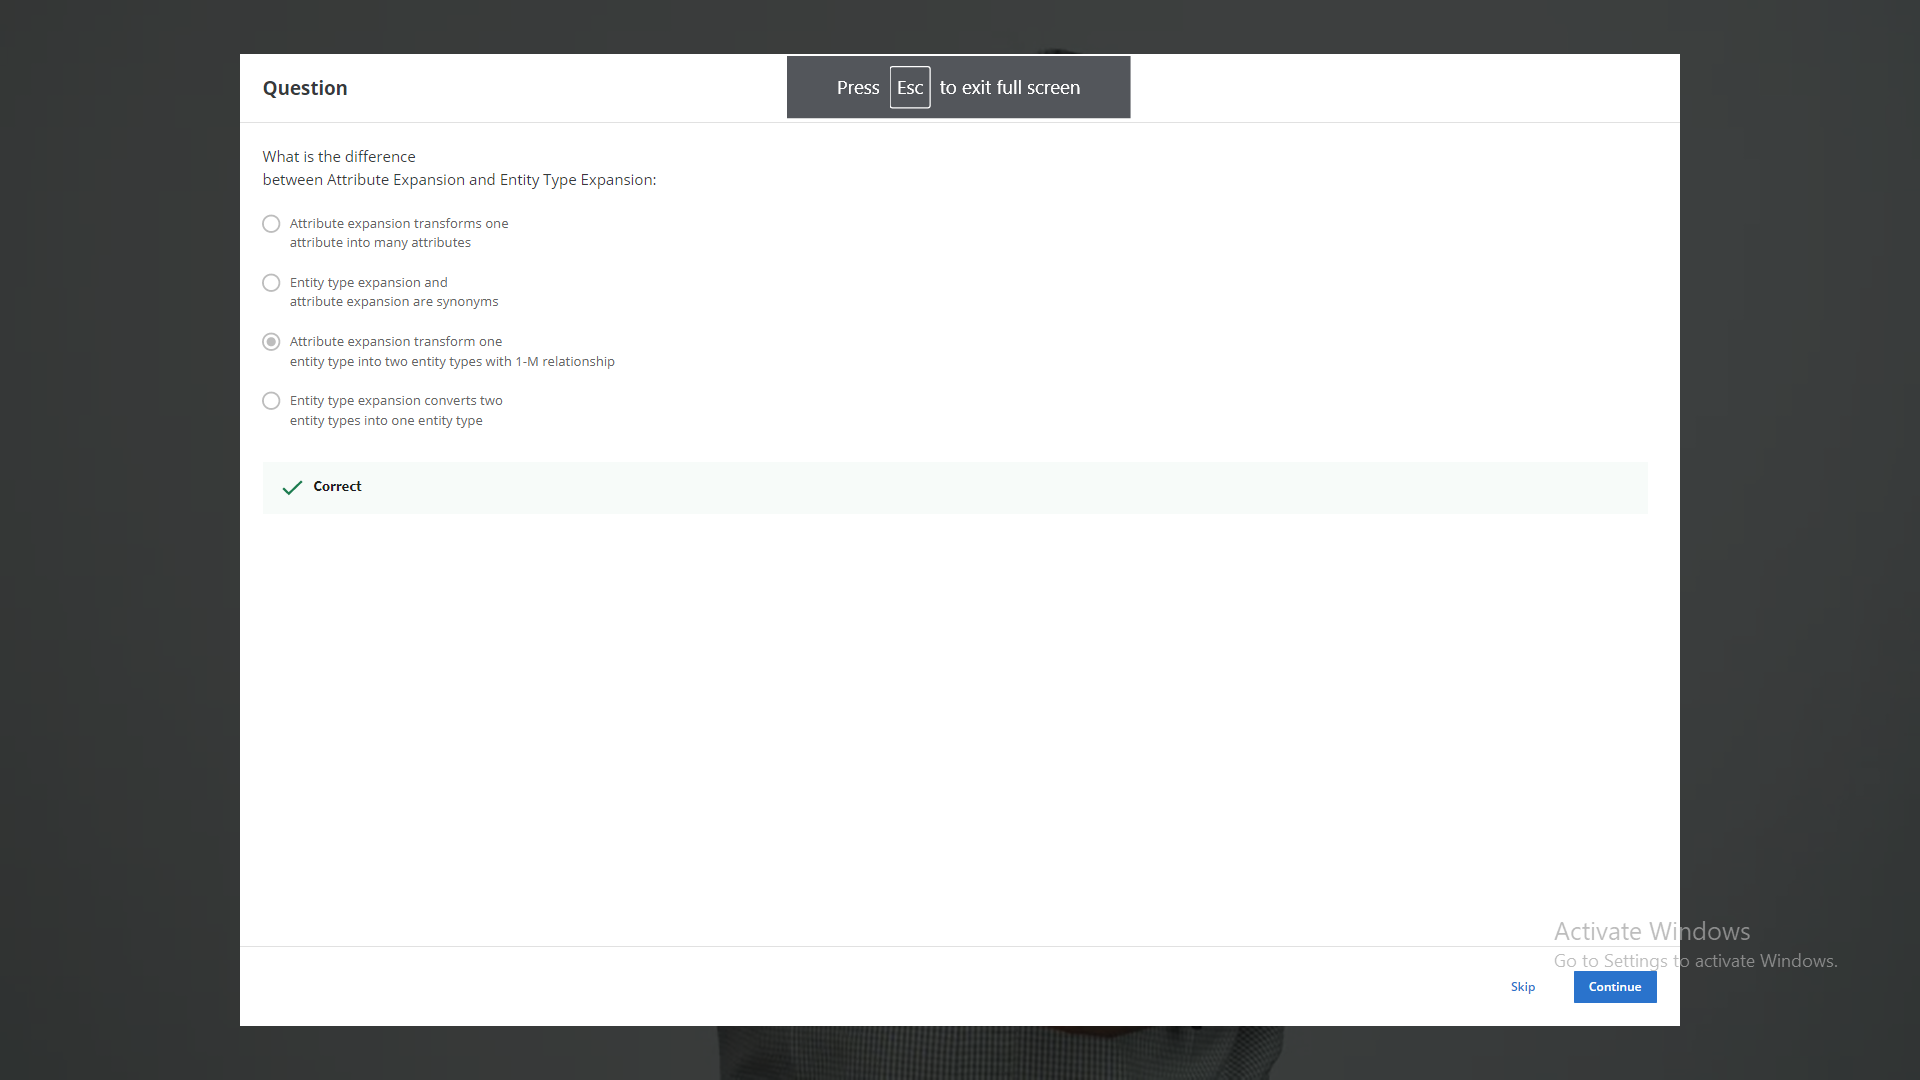 Question
Press Esc to exit full screen
What is the difference
between Attribute Expansion and Entity Type Expansion:
Attribute expansion transforms one
attribute into many attributes
Entity type expansion and
attribute expansion are synonyms
Attribute expansion transform one
entity type into two entity types with 1-M relationship
Entity type expansion converts two
entity types into one entity type
Correct
Activate Windows
Go to Settings to activate Windows.
Skip
Continue